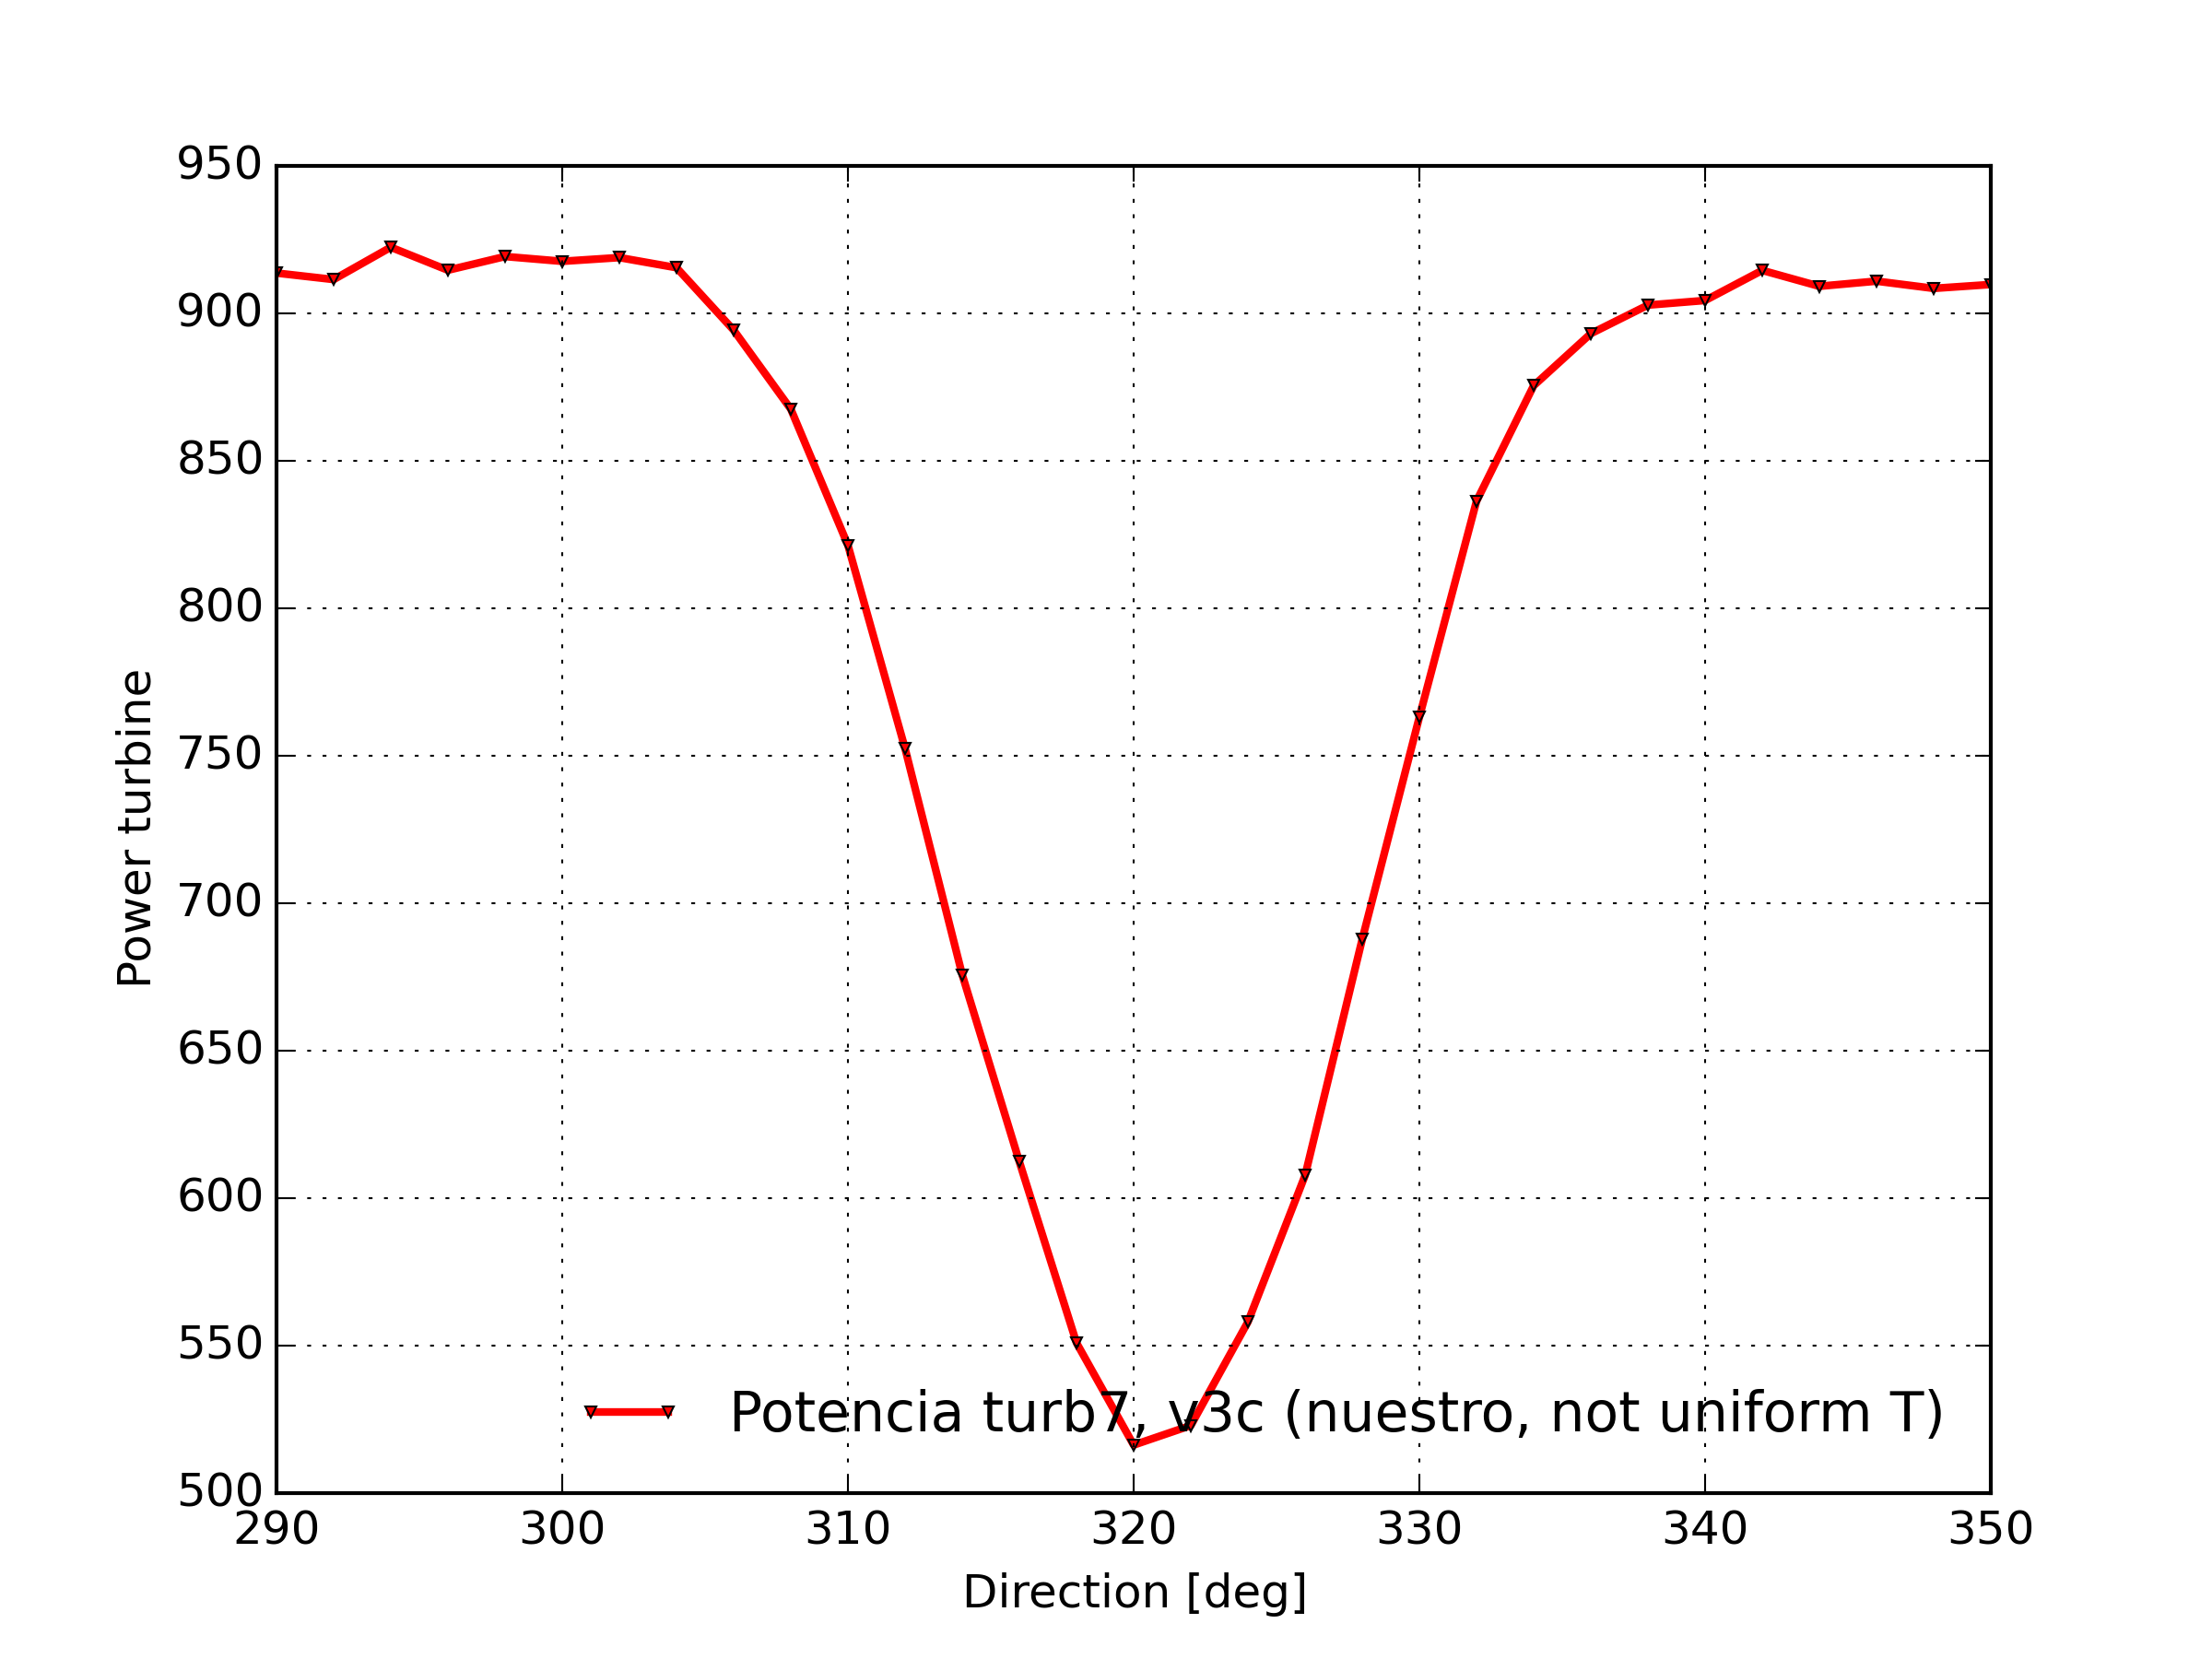 950
900
850
800
750
700
650
600
550
500
Power turbine
Potencia turb7, v3c (nuestro, not uniform T)
290 300 310 320 330 340 350
Direction [deg]